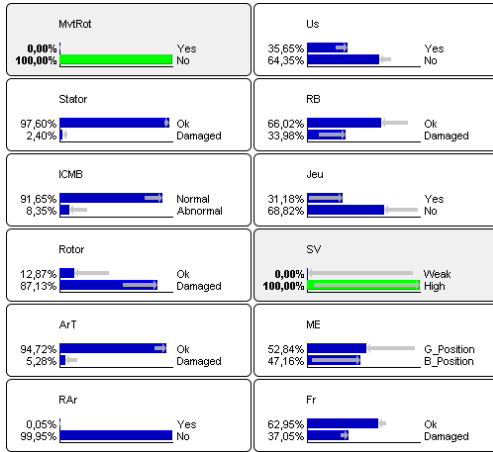 MvtRot
0,00% Yes
100,00% No
Us
35,65% Yes
64,35% No
Stator
97,60% Ok
2,40% Damaged
RB
66,02% Ok
33,98% Damaged
ICMB
91,65% Normal
8,35% Abnormal
Jeu
31,18% Yes
68,82% No
Rotor
12,87% Ok
87,13% Damaged
SV
0,00% Weak
100,00% High
ArT
94,72% Ok
5,28% Damaged
ME
52,84% G_Position
47,16% B_Position
RAr
0,05% Yes
99,95% No
Fr
62,95% Ok
37,05% Damaged